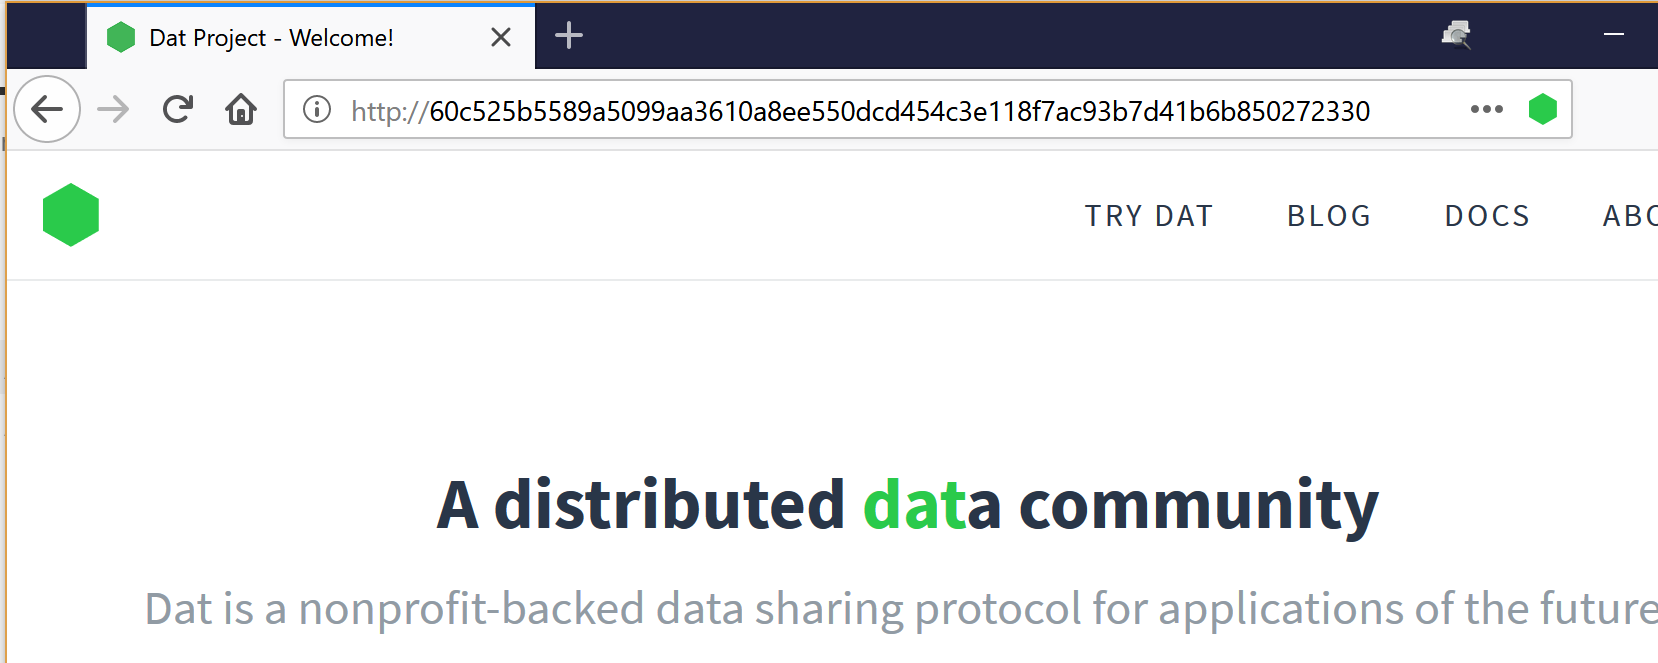 Dat Project - Welcome!
http://60c525b5589a5099aa3610a8ee550dcd454c3e118f7ac93b7d41b6b850272330
TRY DAT BLOG DOCS ABO
A distributed data community
Dat is a nonprofit-backed data sharing protocol for applications of the future